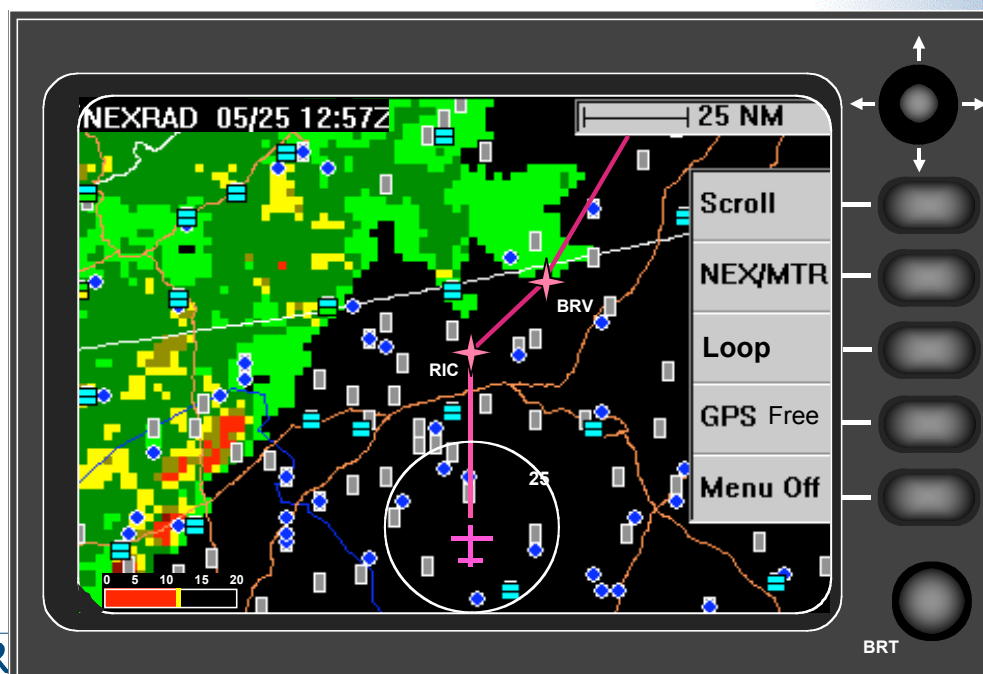 NEXRAD 05/25 12:57Z
25 NM
Scroll
NEX/MTR
BRV
Loop
RIC
GPS Free
25
Menu Off
0 5 10 15 20
BRT
R